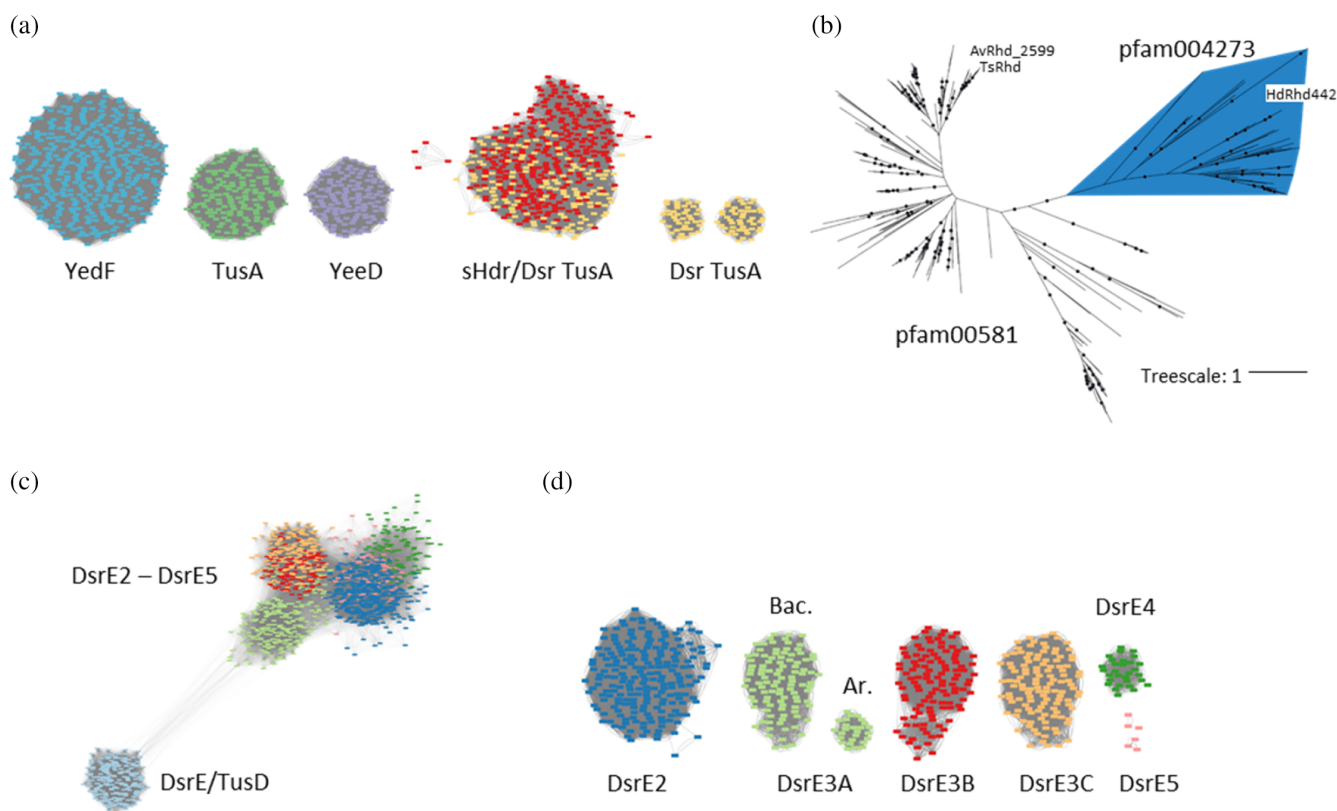 (a)
YedF
TusA
YeeD
sHdr/Dsr TusA
Dsr TusA
(b)
AvRhd_2599
TsRhd
pfam004273
HdRhd442
pfam00581
Treescale: 1
(c)
DsrE2 – DsrE5
DsrE/TusD
(d)
Bac.
Ar.
DsrE4
DsrE2
DsrE3A
DsrE3B
DsrE3C
DsrE5